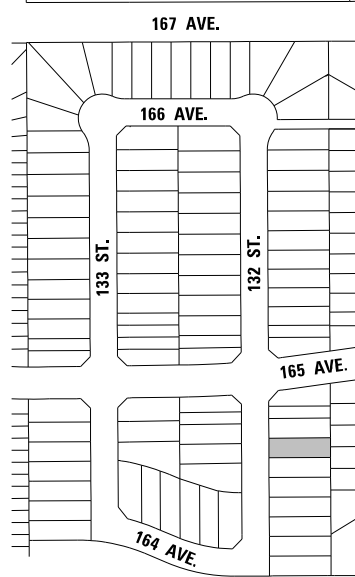 167 AVE.
166 AVE.
133 ST.
132 ST.
165 AVE.
164 AVE.